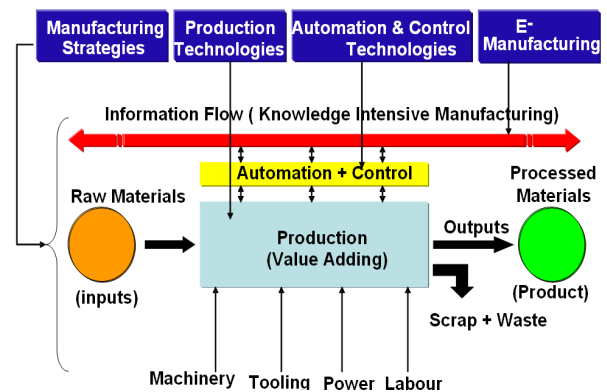 Manufacturing
Strategies
Production
Technologies
Automation & Control
Technologies
E-
Manufacturing
Information Flow ( Knowledge Intensive Manufacturing)
Automation + Control
Raw Materials
(inputs)
Production
(Value Adding)
Outputs
Processed
Materials
(Product)
Scrap + Waste
Machinery Tooling Power Labour